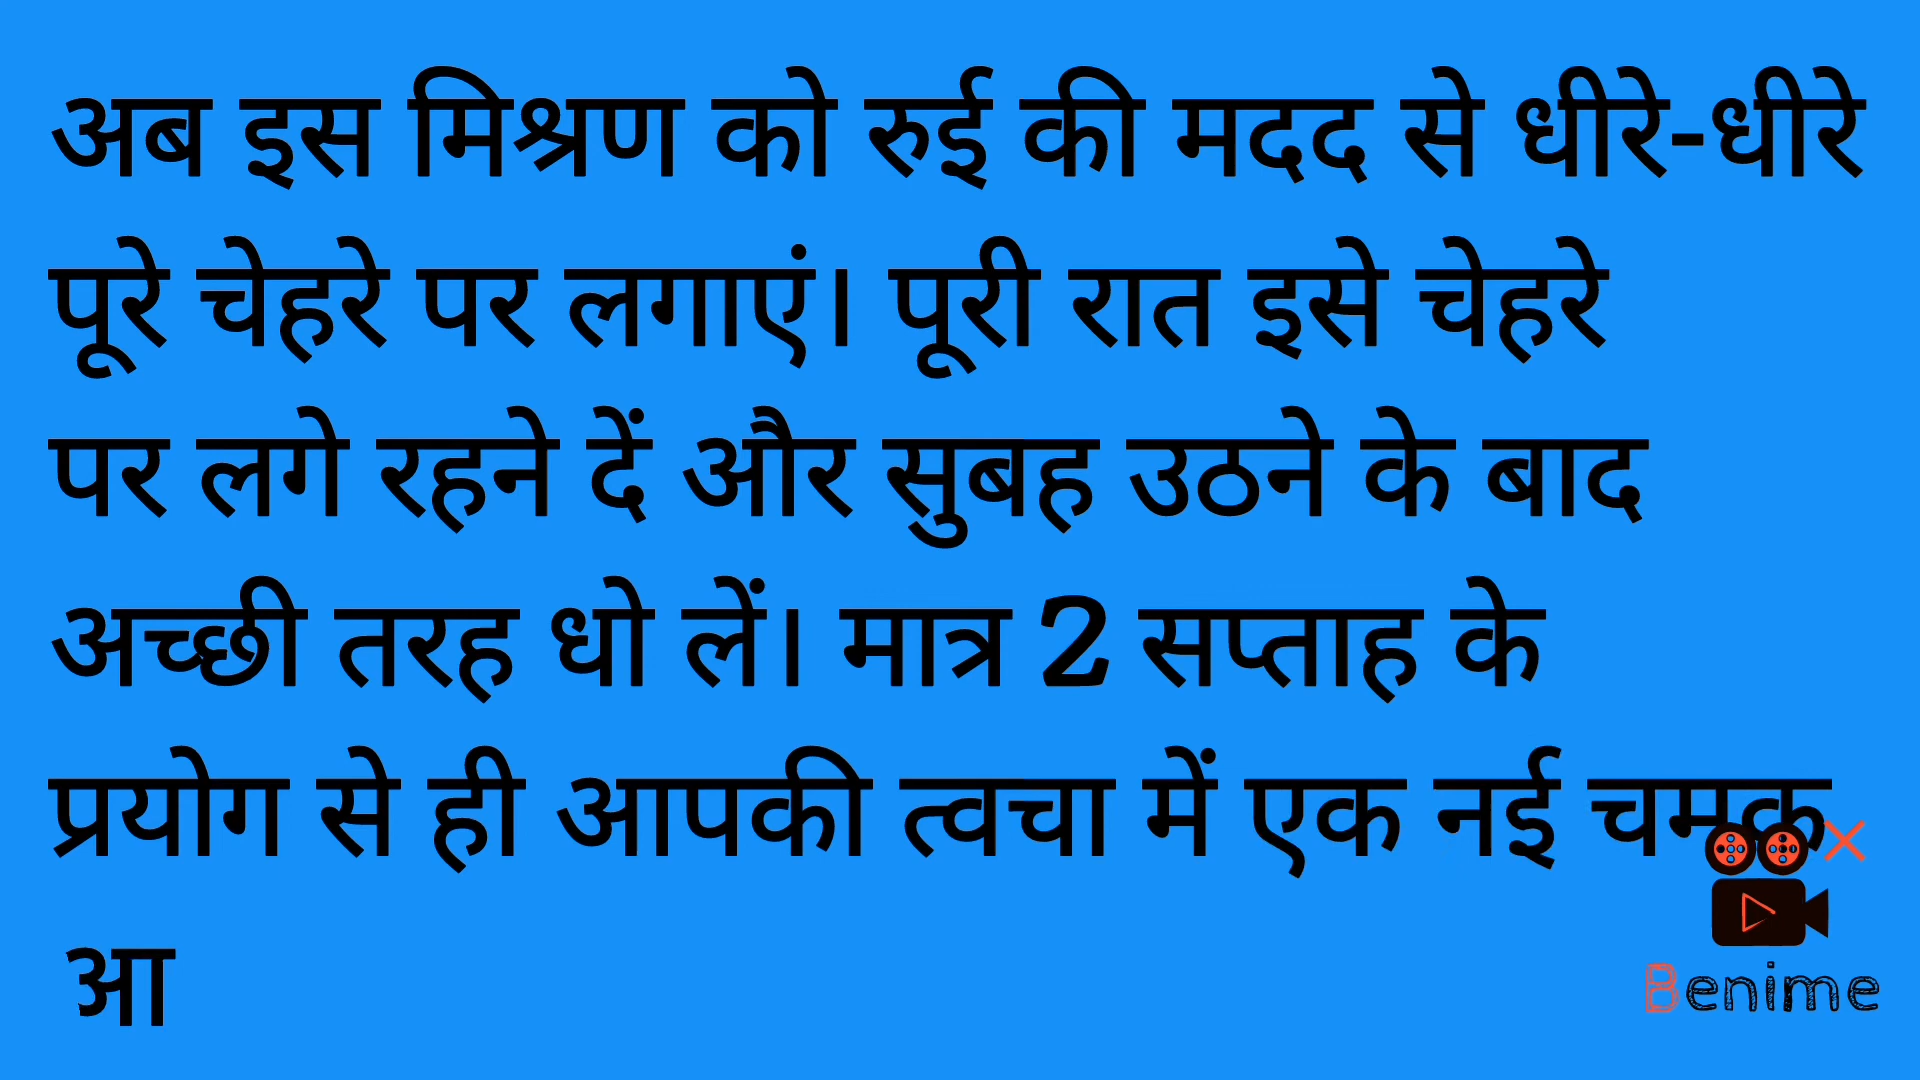 अब इस मिश्रण को रुई की मदद से धीरे-धीरे
पूरे चेहरे पर लगाएं। पूरी रात इसे चेहरे
पर लगे रहने दें और सुबह उठने के बाद
अच्छी तरह धो लें। मात्र 2 सप्ताह के
प्रयोग से ही आपकी त्वचा में एक नई चमक
आ
Benime